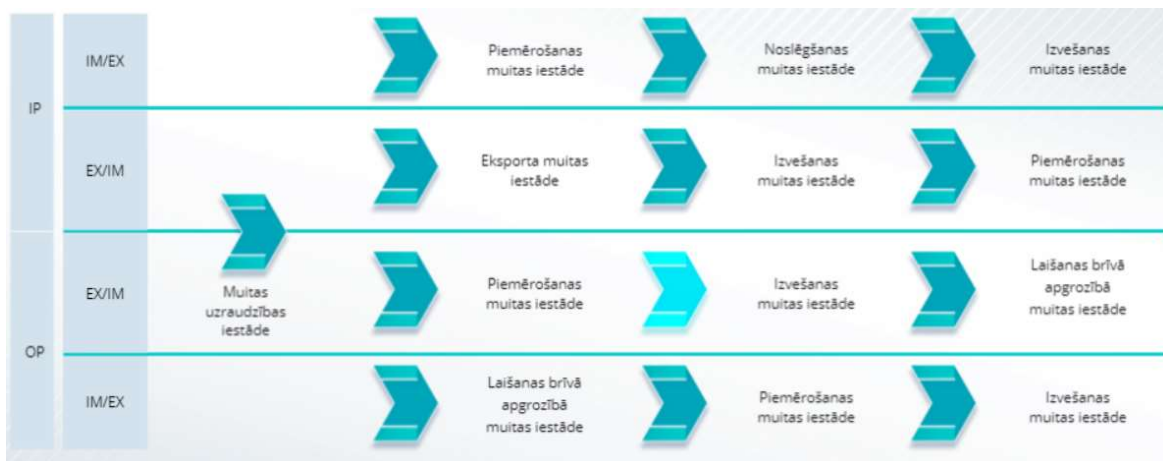 IP
IM/EX
Piemērošanas
muitas iestāde
Noslēgšanas
muitas iestāde
Izvešanas
muitas iestāde
EX/IM
Eksporta muitas
iestāde
Izvešanas
muitas iestāde
Piemērošanas
muitas iestāde
Muitas
uzraudzības
iestāde
OP
EX/IM
Piemērošanas
muitas iestāde
Izvešanas
muitas iestāde
Laišanas brīvā
apgrozībā
muitas iestāde
IM/EX
Laišanas brīvā
apgrozībā
muitas iestāde
Piemērošanas
muitas iestāde
Izvešanas
muitas iestāde